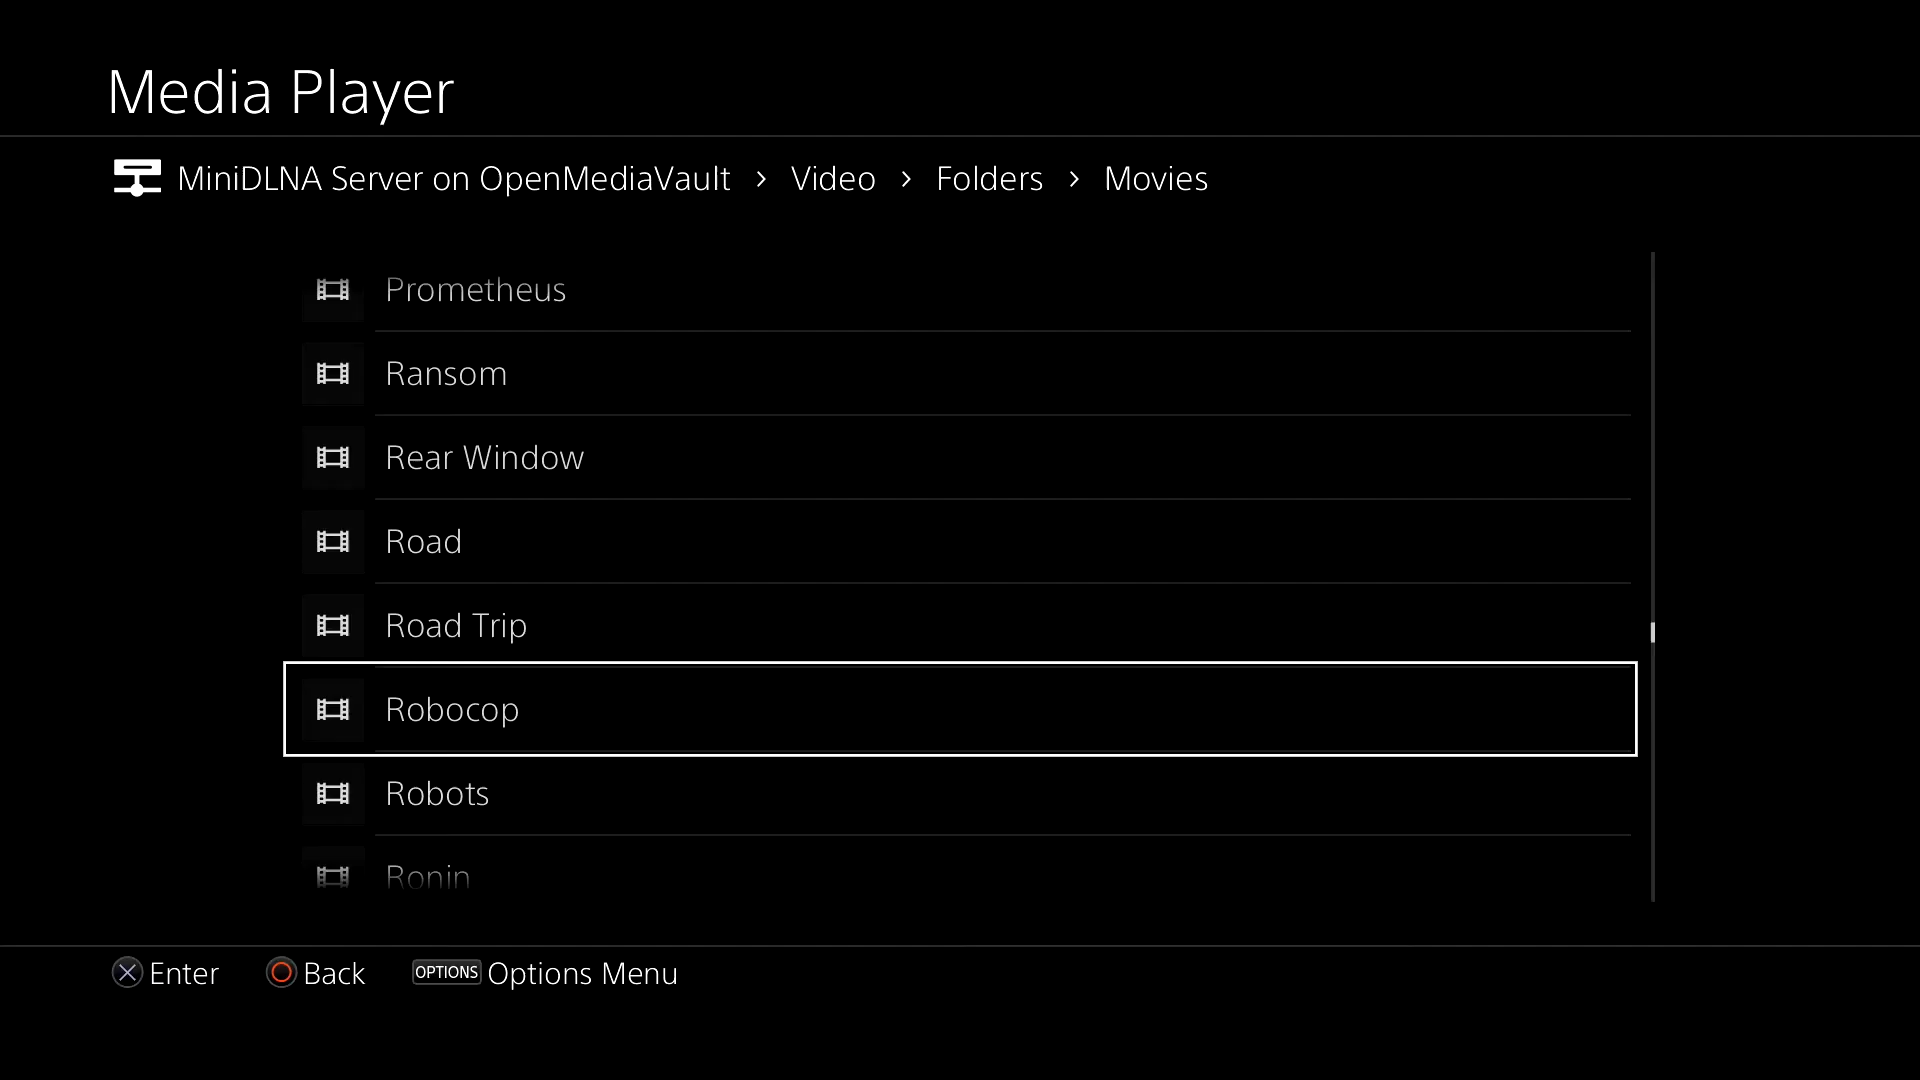 Media Player
MiniDLNA Server on OpenMediaVault > Video > Folders > Movies
Prometheus
Ransom
Rear Window
Road
Road Trip
Robocop
Robots
Ronin
Enter Back OPTIONS Options Menu